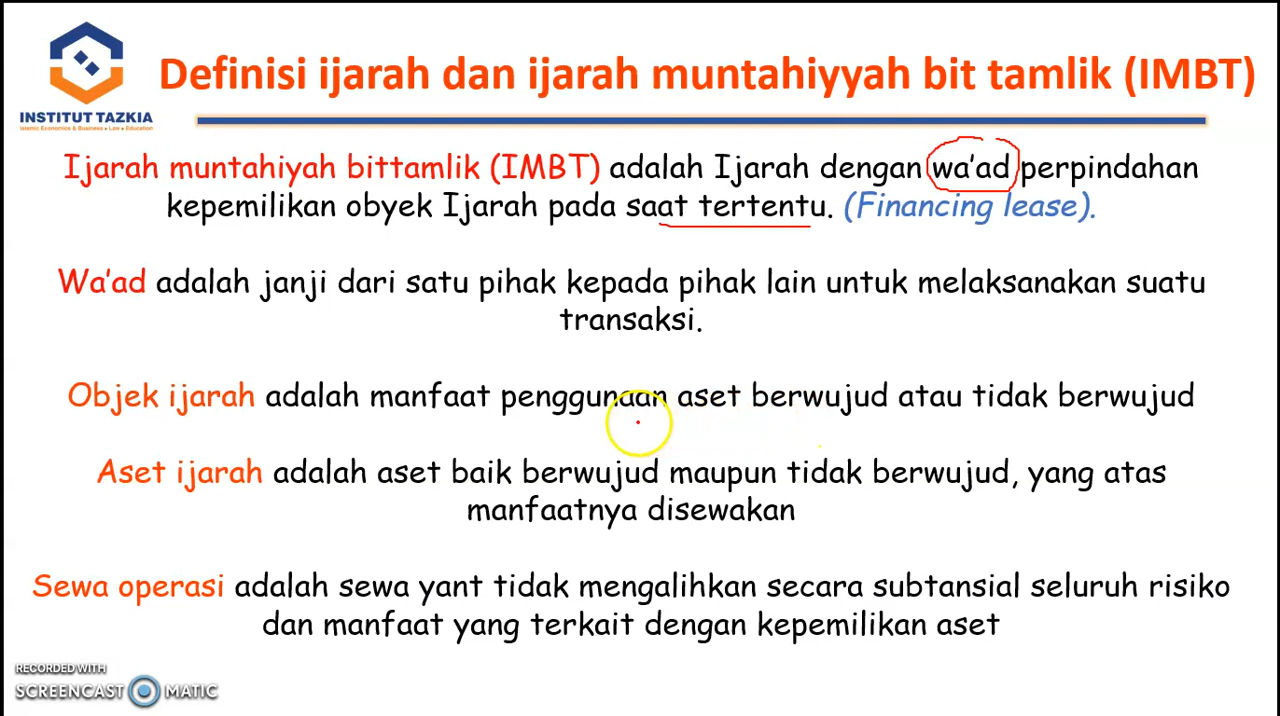 Definisi ijarah dan ijarah muntahiyyah bit tamlik (IMBT)
INSTITUT TAZKIA
Islamic Economics & Business • Law • Education
Ijarah muntahiyah bittamlik (IMBT) adalah Ijarah dengan wa'ad perpindahan
kepemilikan obyek Ijarah pada saat tertentu. (Financing lease).
Wa'ad adalah janji dari satu pihak kepada pihak lain untuk melaksanakan suatu
transaksi.
Objek ijarah adalah manfaat penggunaan aset berwujud atau tidak berwujud
Aset ijarah adalah aset baik berwujud maupun tidak berwujud, yang atas
manfaatnya disewakan
Sewa operasi adalah sewa yant tidak mengalihkan secara subtansial seluruh risiko
dan manfaat yang terkait dengan kepemilikan aset
RECORDED WITH
SCREENCAST MATIC